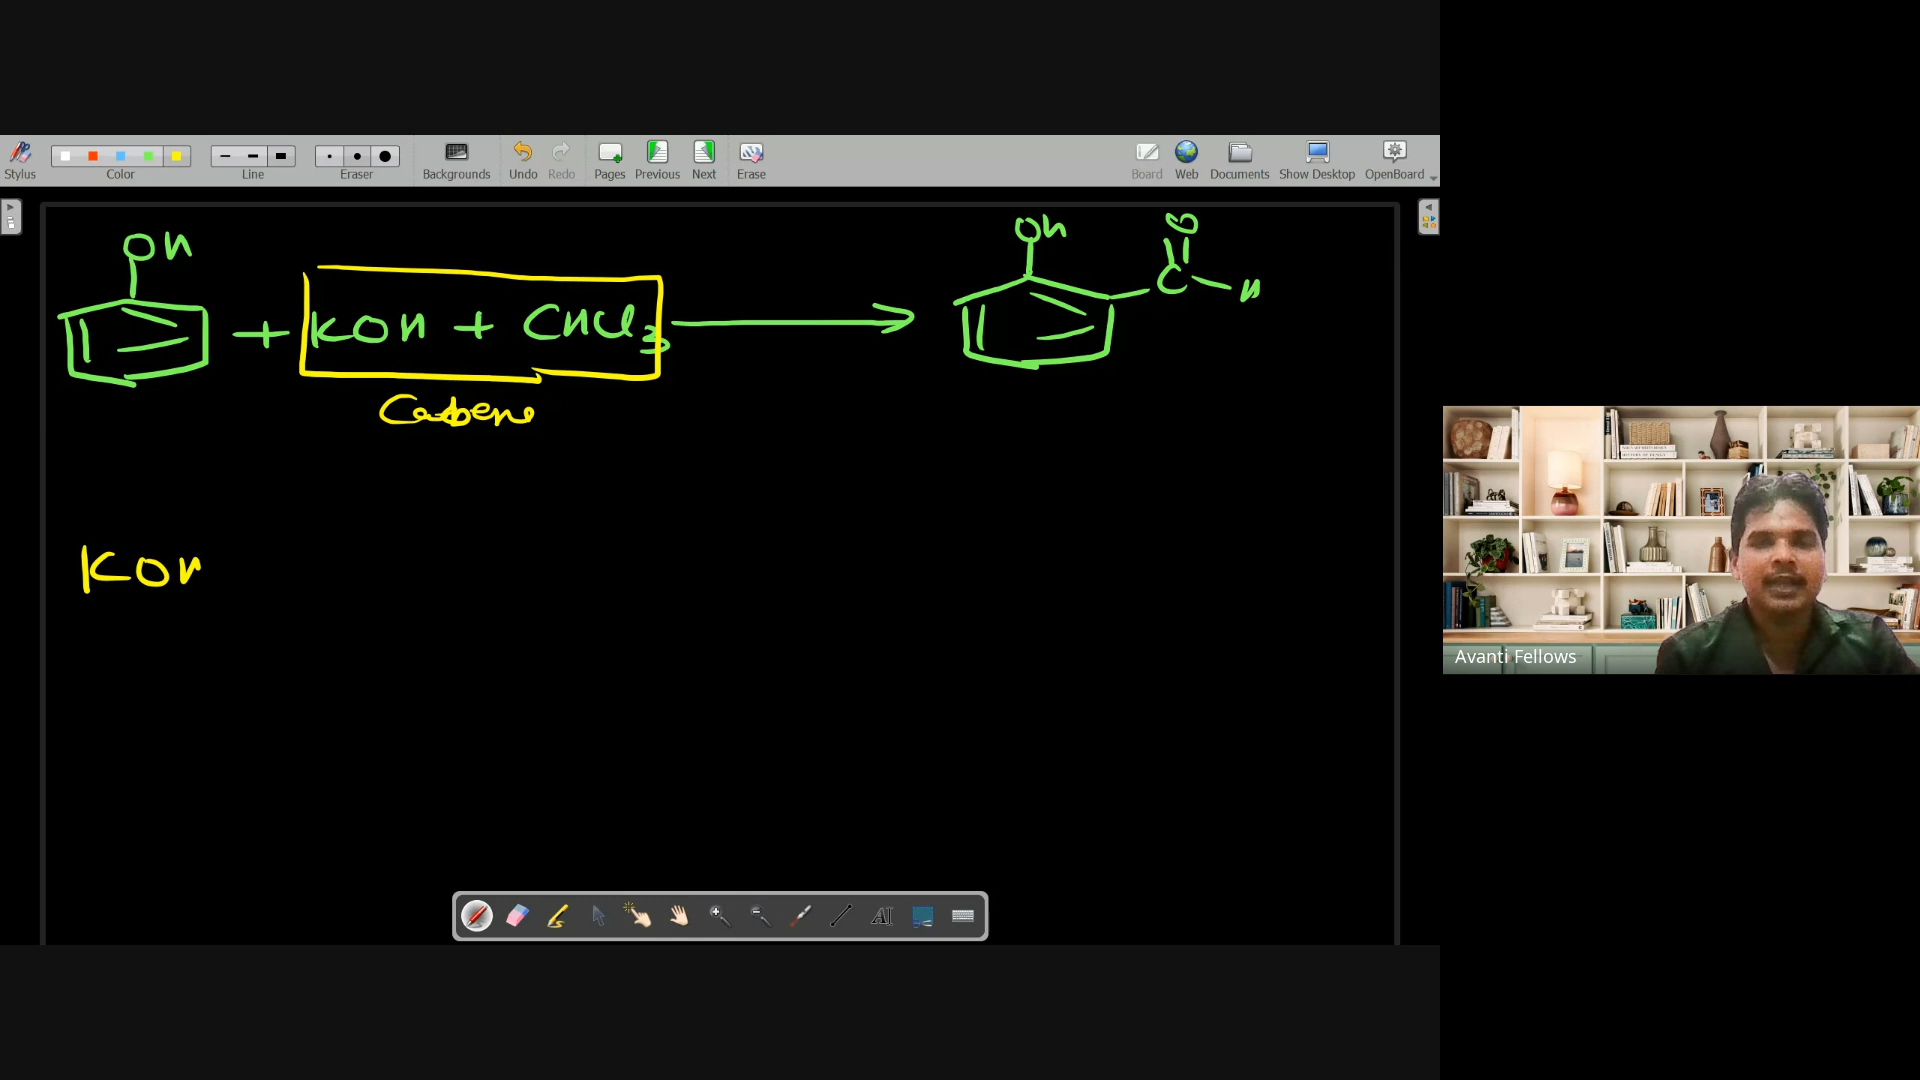 Stylus
Color
Line
Eraser
Backgrounds
Undo
Redo
Pages
Previous
Next
Erase
Board
Web
Documents
Show Desktop
OpenBoard
OH
+ KOH + CHCl3
OH
O
C
H
Carbene
KOH
Avanti Fellows